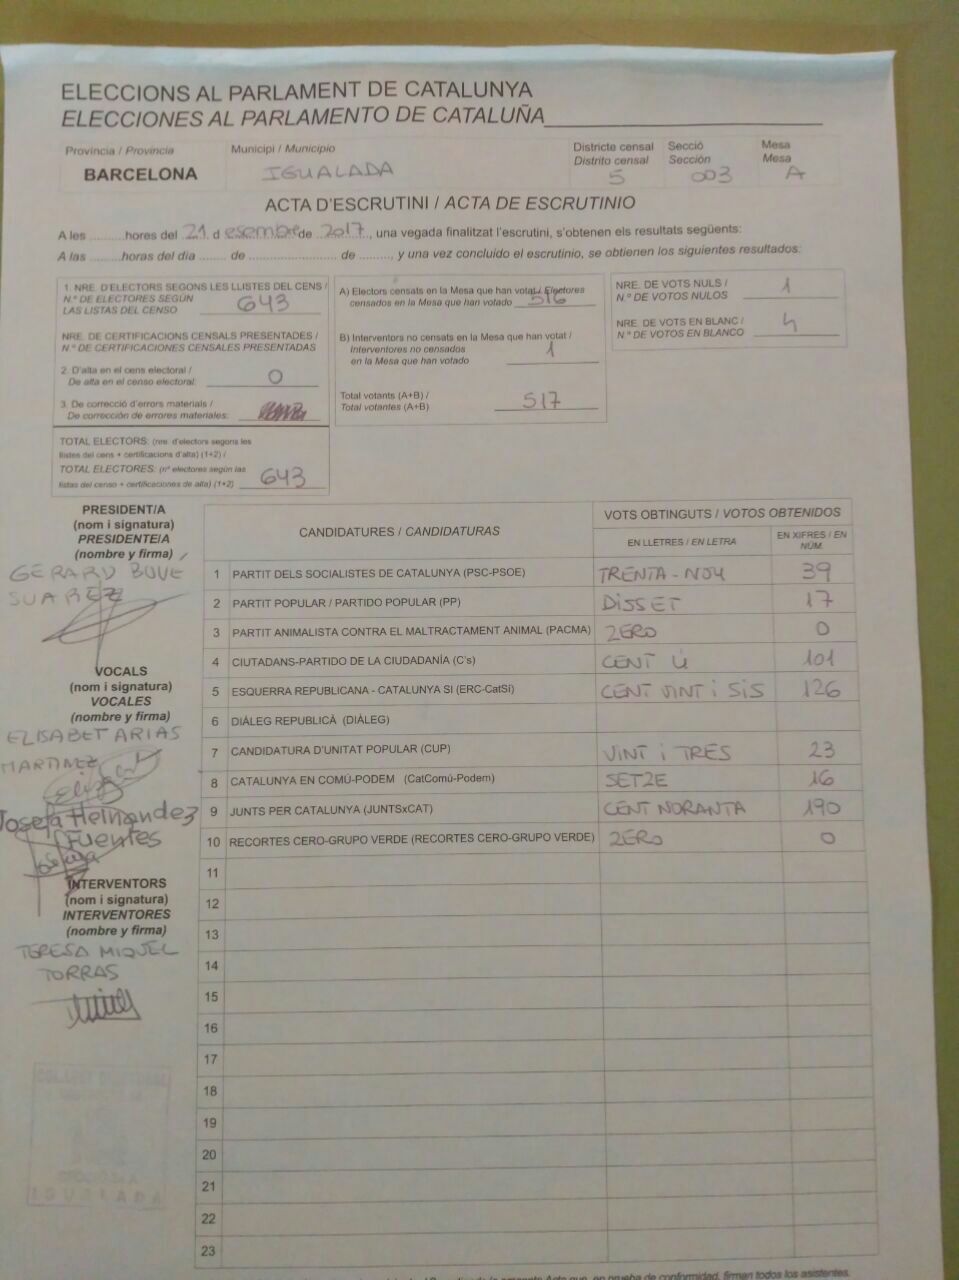 ELECCIONS AL PARLAMENT DE CATALUNYA
ELECCIONES AL PARLAMENTO DE CATALUÑA
Provincia / Provincia
BARCELONA
Municipi / Municipio
IGUALADA
Districte censal
Distrito censal
5
Secció
Sección
003
Mesa
Mesa
A
ACTA D'ESCRUTINI / ACTA DE ESCRUTINIO
A les ..........hores del 21 d esembre de 2017, una vegada finalitzat l'escrutini, s'obtenen els resultats següents:
A las ..........horas del día ........ de .......................... de .........., y una vez concluido el escrutinio, se obtienen los siguientes resultados:
1. NRE. D'ELECTORS SEGONS LES LLISTES DEL CENS /
N.º DE ELECTORES SEGÚN
LAS LISTAS DEL CENSO
643
NRE. DE CERTIFICACIONS CENSALS PRESENTADES /
N.º DE CERTIFICACIONES CENSALES PRESENTADAS
2. D'alta en el cens electoral /
De alta en el censo electoral:
0
3. De correcció d'errors materials /
De corrección de errores materiales:
TOTAL ELECTORS: (nre. d'electors segons les
llistes del cens + certificacions d'alta) (1+2) /
TOTAL ELECTORES: (nº electores según las
listas del censo + certificaciones de alta) (1+2)
643
A) Electors censats en la Mesa que han votat / Electores
censados en la Mesa que han votado
516
B) Interventors no censats en la Mesa que han votat /
Interventores no censados
en la Mesa que han votado
1
Total votants (A+B) /
Total votantes (A+B)
517
NRE. DE VOTS NULS /
N.º DE VOTOS NULOS
1
NRE. DE VOTS EN BLANC /
N.º DE VOTOS EN BLANCO
4
PRESIDENT/A
(nom i signatura)
PRESIDENTE/A
(nombre y firma)
GERARD BOVE
SUAREZ
VOCALS
(nom i signatura)
VOCALES
(nombre y firma)
ELISABET ARIAS
MARTINEZ
Josefa Hernandez
Fuentes
INTERVENTORS
(nom i signatura)
INTERVENTORES
(nombre y firma)
TERESA MIQUEL
TORRAS
CANDIDATURES / CANDIDATURAS
VOTS OBTINGUTS / VOTOS OBTENIDOS
EN LLETRES / EN LETRA
EN XIFRES / EN NÚM.
1 PARTIT DELS SOCIALISTES DE CATALUNYA (PSC-PSOE) TRENTA-NOU 39
2 PARTIT POPULAR / PARTIDO POPULAR (PP) DISSET 17
3 PARTIT ANIMALISTA CONTRA EL MALTRACTAMENT ANIMAL (PACMA) ZERO 0
4 CIUTADANS-PARTIDO DE LA CIUDADANÍA (C's) CENT Ú 101
5 ESQUERRA REPUBLICANA - CATALUNYA SI (ERC-CatSí) CENT VINT i SIS 126
6 DIÀLEG REPUBLICÀ (DIÀLEG)
7 CANDIDATURA D'UNITAT POPULAR (CUP) VINT i TRES 23
8 CATALUNYA EN COMÚ-PODEM (CatComú-Podem) SETZE 16
9 JUNTS PER CATALUNYA (JUNTSxCAT) CENT NORANTA 190
10 RECORTES CERO-GRUPO VERDE (RECORTES CERO-GRUPO VERDE) ZERO 0
11
12
13
14
15
16
17
18
19
20
21
22
23
IGUALADA
firman todos los asistentes.